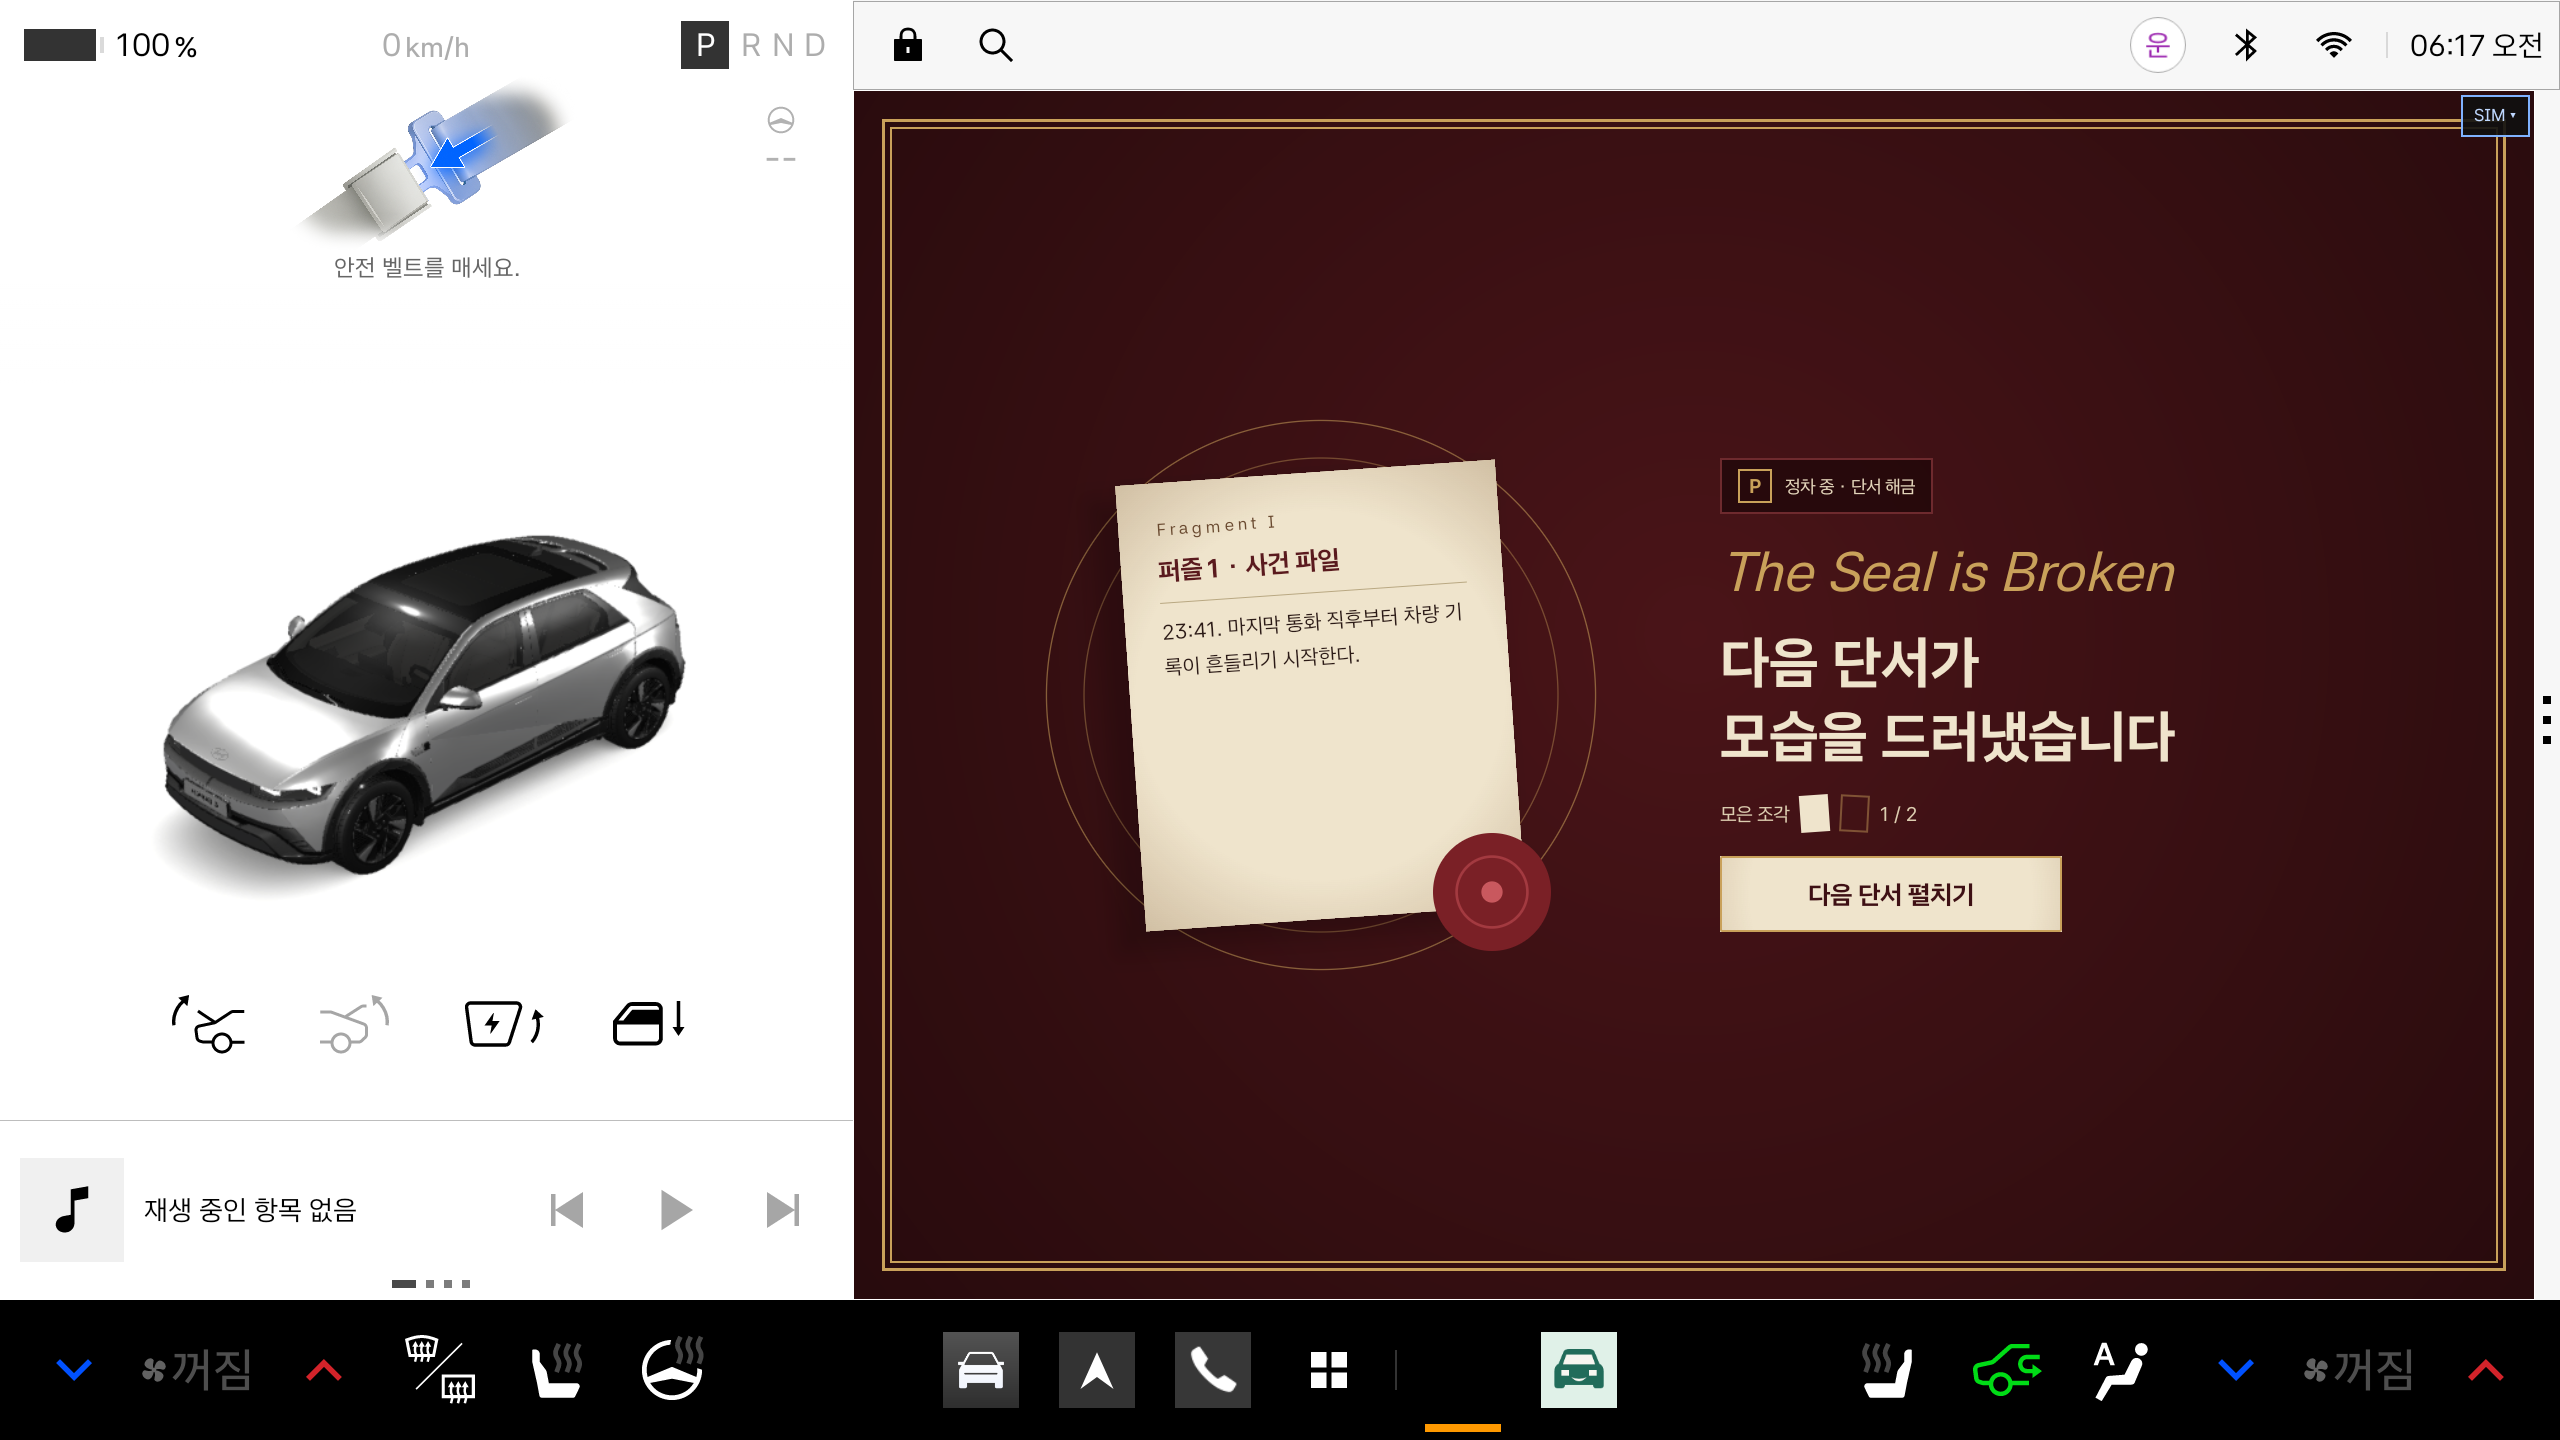 100 %
0 km/h
P R N D
06:17 오전
운
SIM
안전 벨트를 매세요.
Fragment I
퍼즐 1 · 사건 파일
23:41. 마지막 통화 직후부터 차량 기
록이 흔들리기 시작한다.
P 정차 중 · 단서 해금
The Seal is Broken
다음 단서가
모습을 드러냈습니다
모은 조각 1 / 2
다음 단서 펼치기
재생 중인 항목 없음
꺼짐
A
꺼짐